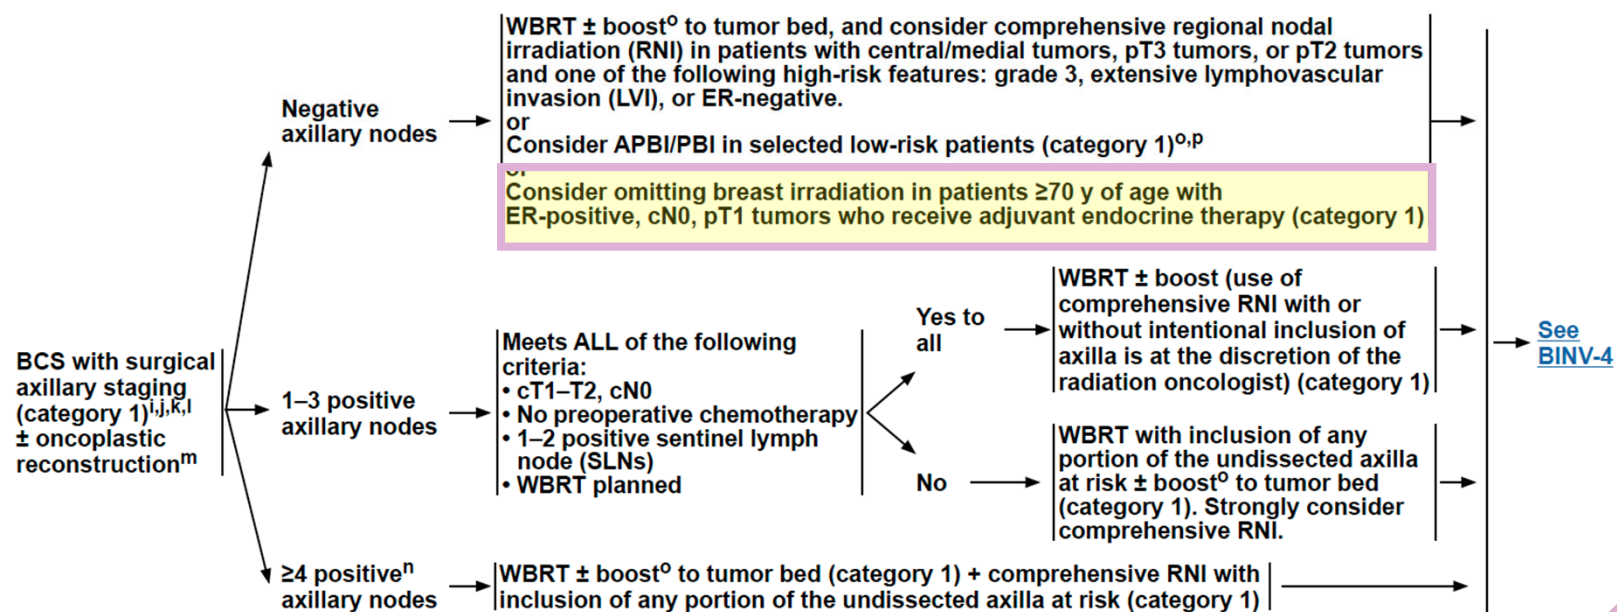 WBRT ± boostᵒ to tumor bed, and consider comprehensive regional nodal
irradiation (RNI) in patients with central/medial tumors, pT3 tumors, or pT2 tumors
and one of the following high-risk features: grade 3, extensive lymphovascular
invasion (LVI), or ER-negative.
or
Consider APBI/PBI in selected low-risk patients (category 1)ᵒ,ᵖ
or
Consider omitting breast irradiation in patients ≥70 y of age with
ER-positive, cN0, pT1 tumors who receive adjuvant endocrine therapy (category 1)
Negative
axillary nodes
BCS with surgical
axillary staging
(category 1)ⁱ,ʲ,ᵏ,ˡ
± oncoplastic
reconstructionᵐ
1–3 positive
axillary nodes
Meets ALL of the following
criteria:
• cT1–T2, cN0
• No preoperative chemotherapy
• 1–2 positive sentinel lymph
node (SLNs)
• WBRT planned
Yes to
all
WBRT ± boost (use of
comprehensive RNI with or
without intentional inclusion of
axilla is at the discretion of the
radiation oncologist) (category 1)
No
WBRT with inclusion of any
portion of the undissected axilla
at risk ± boostᵒ to tumor bed
(category 1). Strongly consider
comprehensive RNI.
See
BINV-4
≥4 positiveⁿ
axillary nodes
WBRT ± boostᵒ to tumor bed (category 1) + comprehensive RNI with
inclusion of any portion of the undissected axilla at risk (category 1)